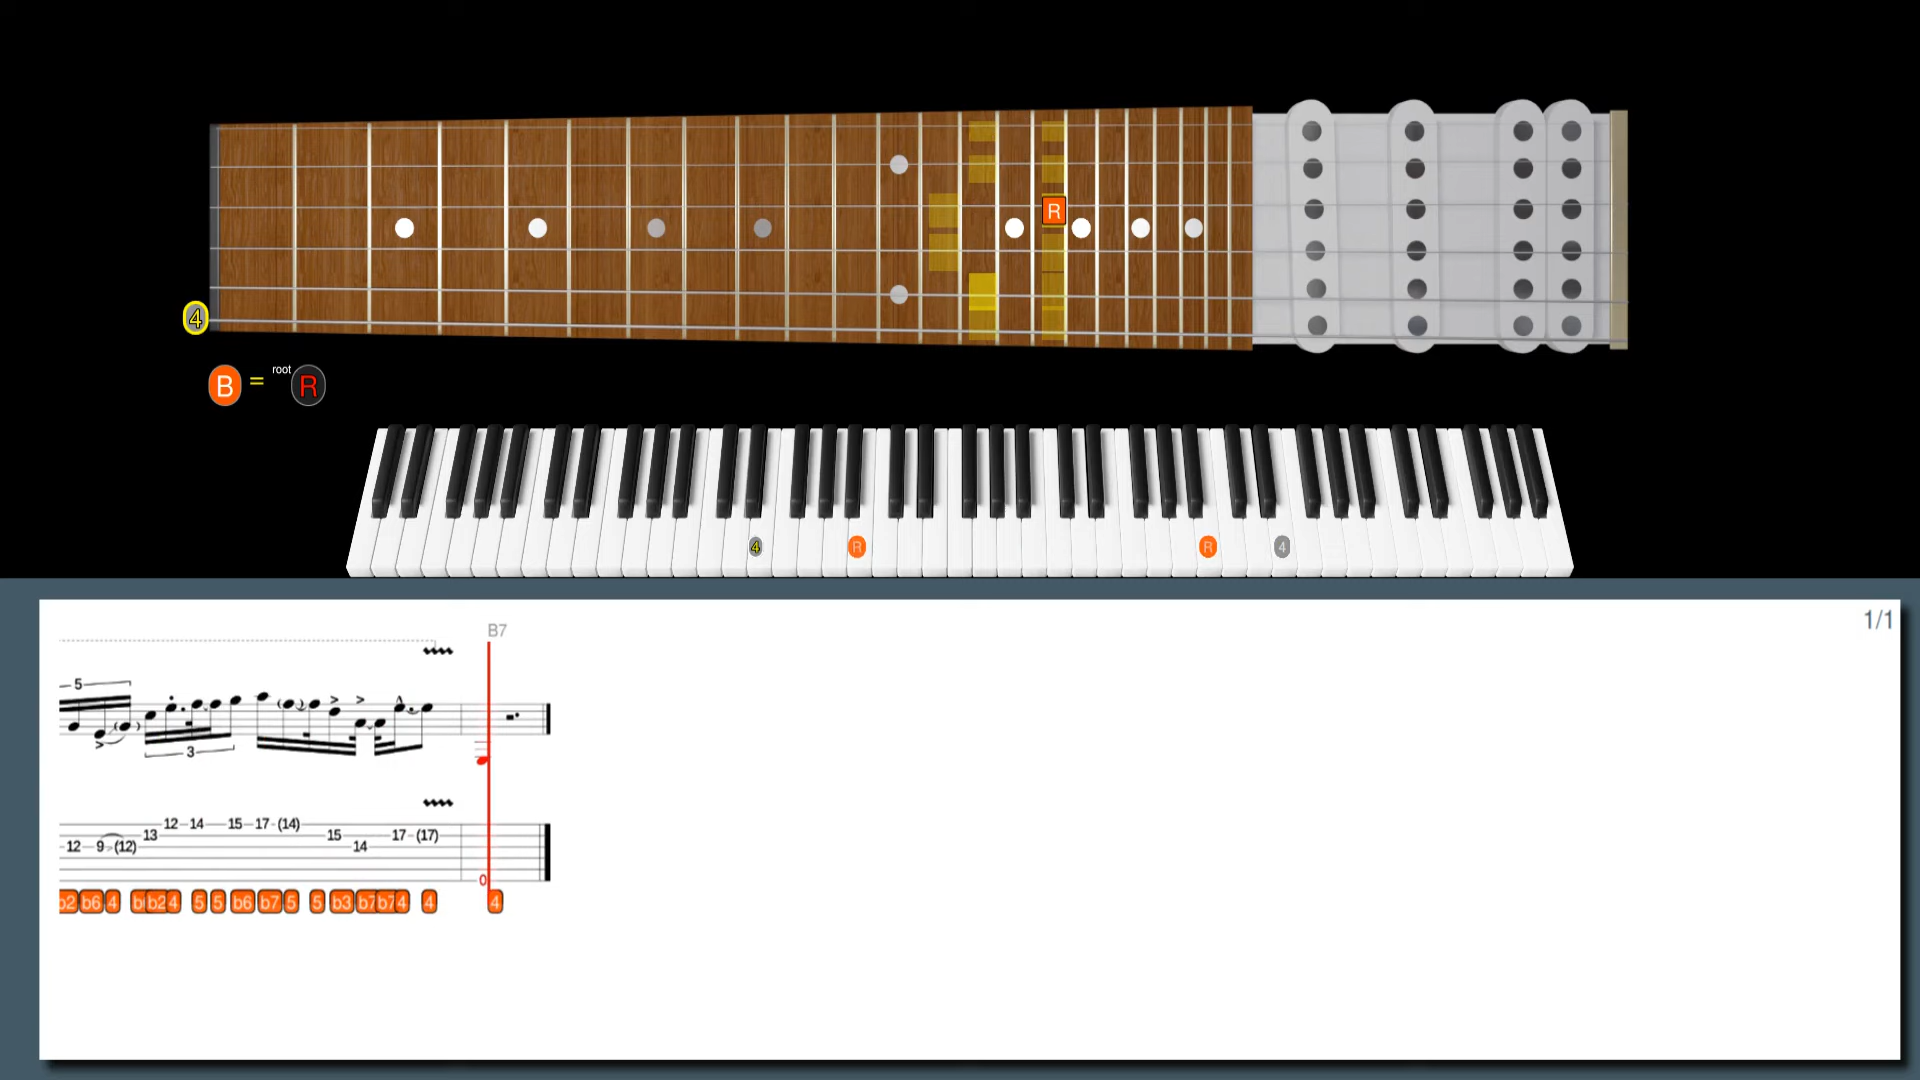 R
4
B = root R
4 R R 4
1/1
B7
5
3
12 14 15 17 (14)
13 15 17 (17)
12 9 (12) 14
0
b2 b6 4 b2 4 5 5 b6 b7 5 5 b3 b7 b7 4 4 4